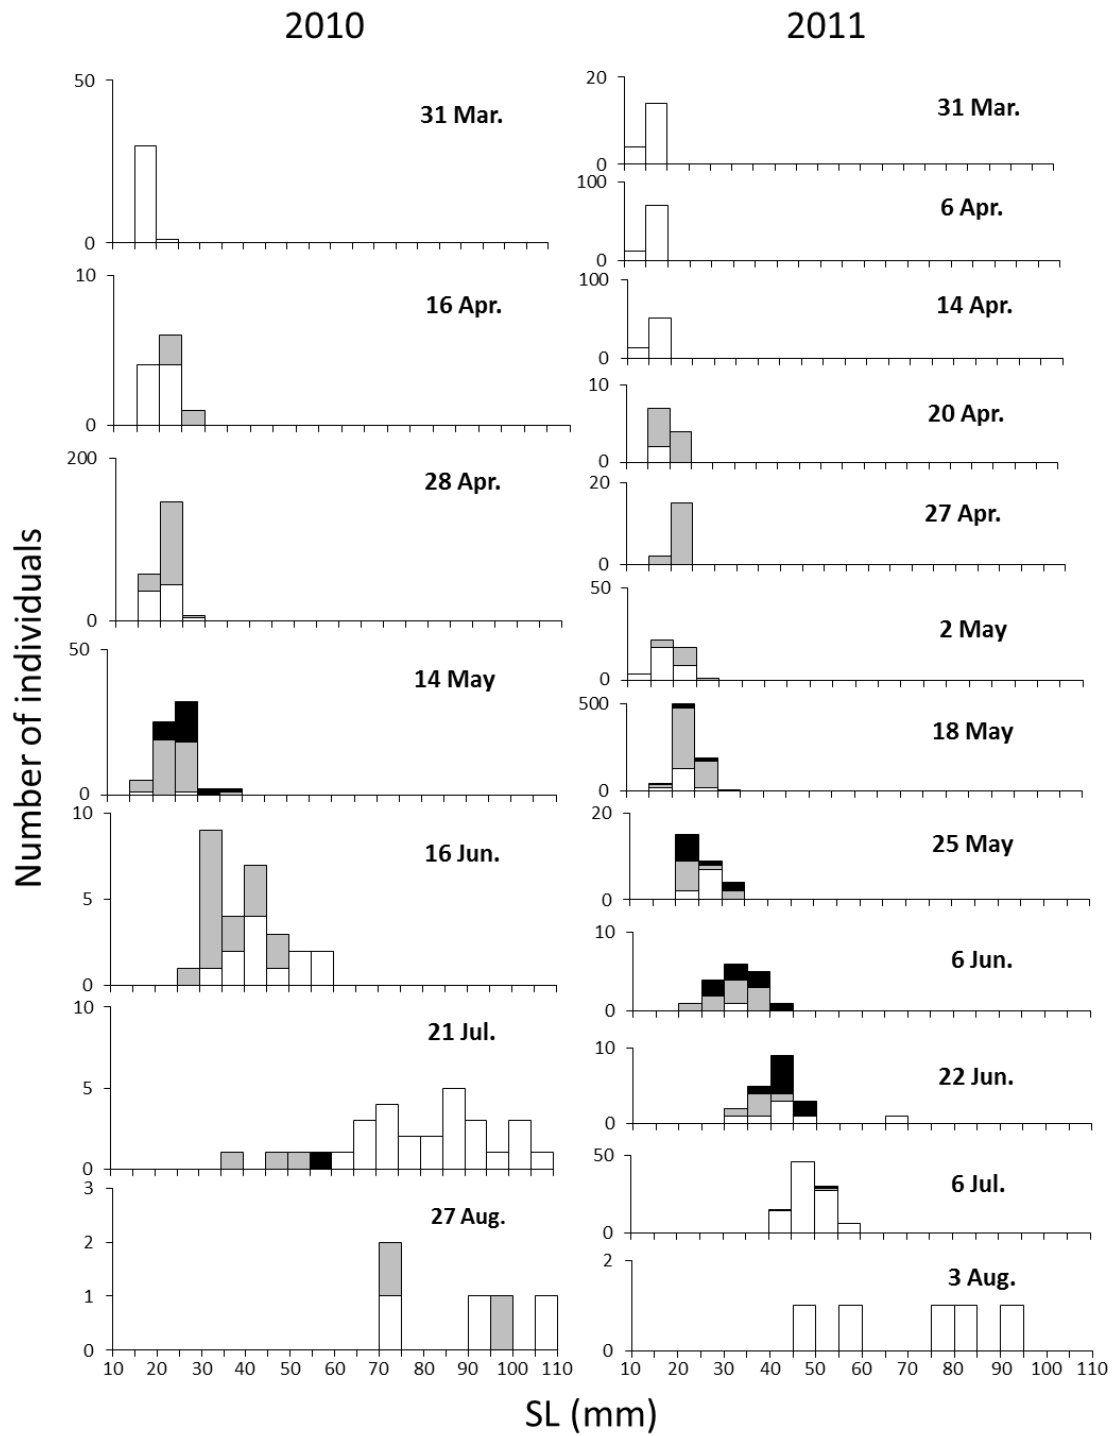 2010
2011
Number of individuals
50
0
31 Mar.
10
0
16 Apr.
200
0
28 Apr.
50
0
14 May
10
5
0
16 Jun.
10
5
0
21 Jul.
3
2
1
0
27 Aug.
10 20 30 40 50 60 70 80 90 100 110
20
0
31 Mar.
100
0
6 Apr.
100
0
14 Apr.
10
0
20 Apr.
20
0
27 Apr.
50
0
2 May
500
0
18 May
20
0
25 May
10
0
6 Jun.
10
0
22 Jun.
50
0
6 Jul.
2
0
3 Aug.
10 20 30 40 50 60 70 80 90 100 110
SL (mm)